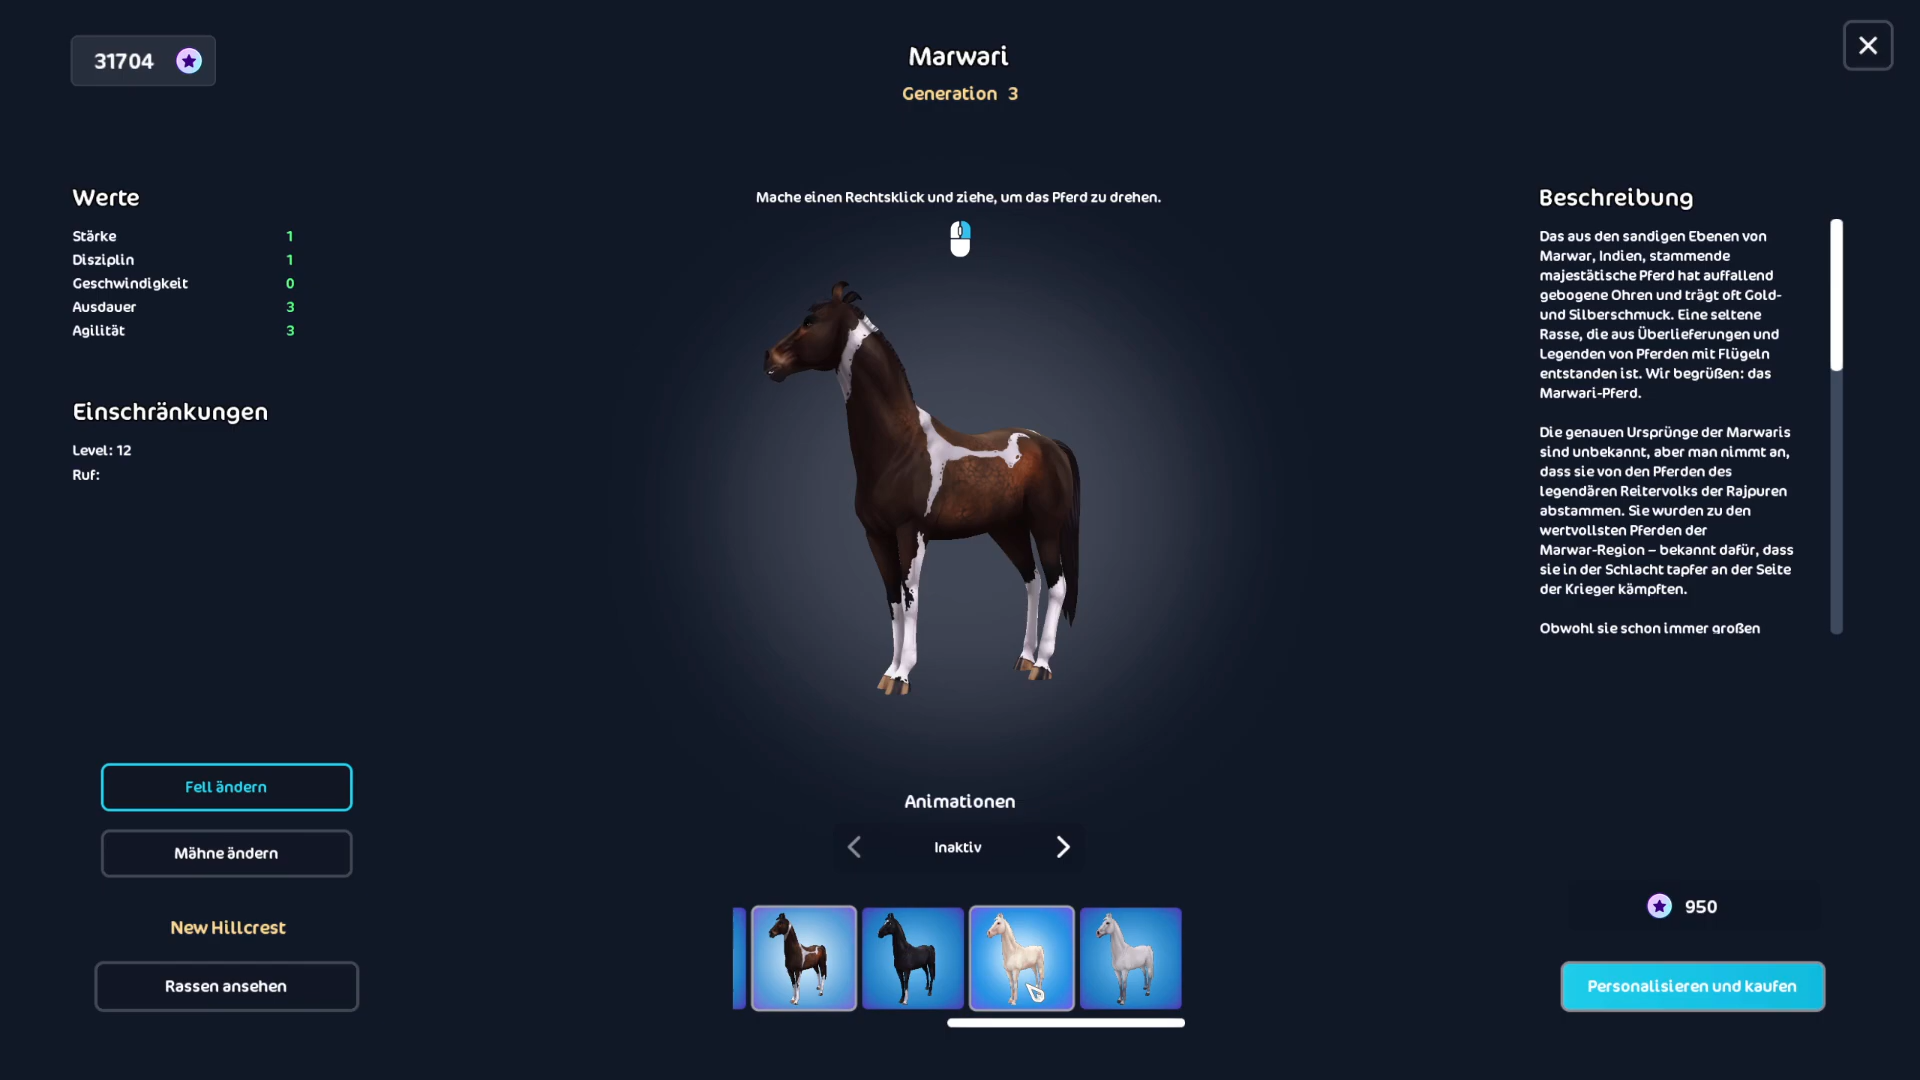 31704
Marwari
Generation 3
Werte
Stärke 1
Disziplin 1
Geschwindigkeit 0
Ausdauer 3
Agilität 3
Einschränkungen
Level: 12
Ruf:
Mache einen Rechtsklick und ziehe, um das Pferd zu drehen.
Beschreibung
Das aus den sandigen Ebenen von
Marwar, Indien, stammende
majestätische Pferd hat auffallend
gebogene Ohren und trägt oft Gold-
und Silberschmuck. Eine seltene
Rasse, die aus Überlieferungen und
Legenden von Pferden mit Flügeln
entstanden ist. Wir begrüßen: das
Marwari-Pferd.
Die genauen Ursprünge der Marwaris
sind unbekannt, aber man nimmt an,
dass sie von den Pferden des
legendären Reitervolks der Rajpuren
abstammen. Sie wurden zu den
wertvollsten Pferden der
Marwar-Region – bekannt dafür, dass
sie in der Schlacht tapfer an der Seite
der Krieger kämpften.
Obwohl sie schon immer großen
Fell ändern
Mähne ändern
New Hillcrest
Rassen ansehen
Animationen
Inaktiv
950
Personalisieren und kaufen